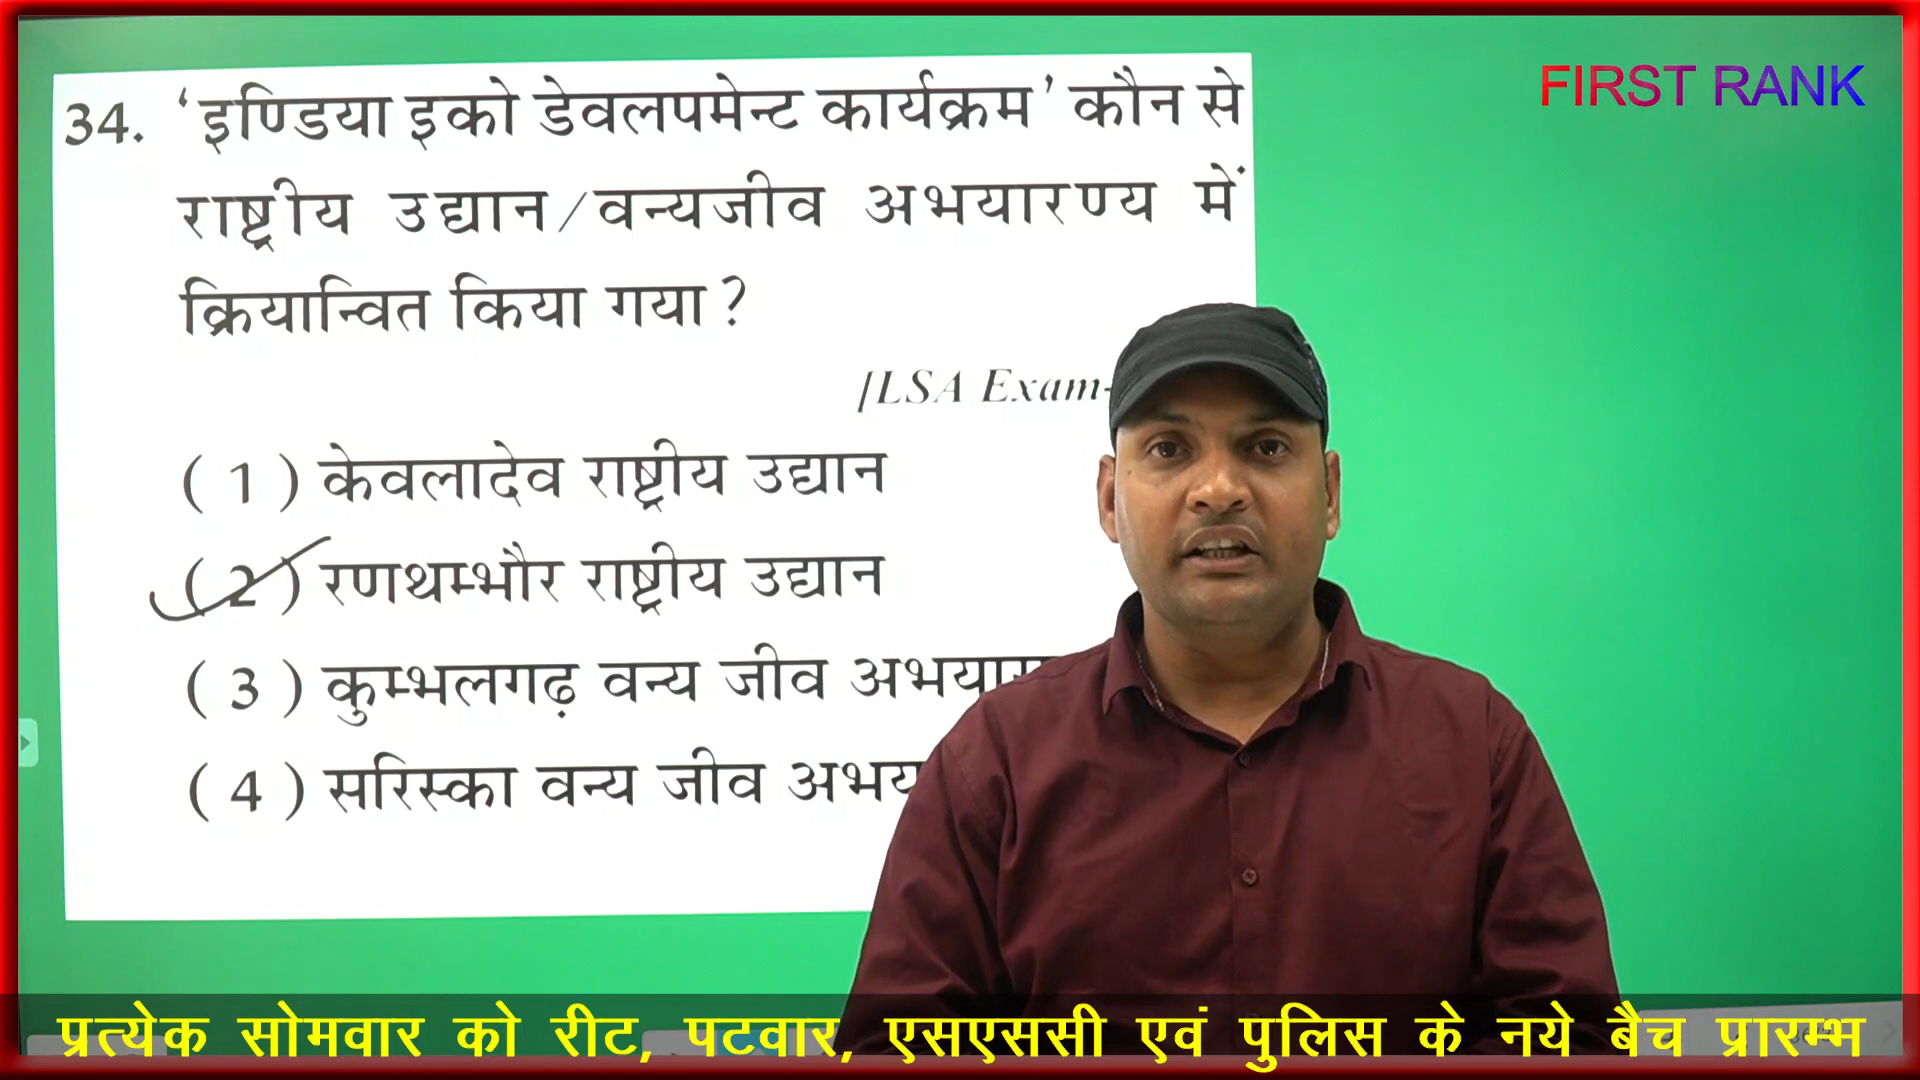 FIRST RANK
34. ‘इण्डिया इको डेवलपमेन्ट कार्यक्रम’ कौन से
राष्ट्रीय उद्यान/वन्यजीव अभयारण्य में
क्रियान्वित किया गया?
[LSA Exam-
(1) केवलादेव राष्ट्रीय उद्यान
(2) रणथम्भौर राष्ट्रीय उद्यान
(3) कुम्भलगढ़ वन्य जीव
(4) सरिस्का वन्य जीव
प्रत्येक सोमवार को रीट, पटवार, एसएससी एवं पुलिस के नये बैच प्रारम्भ